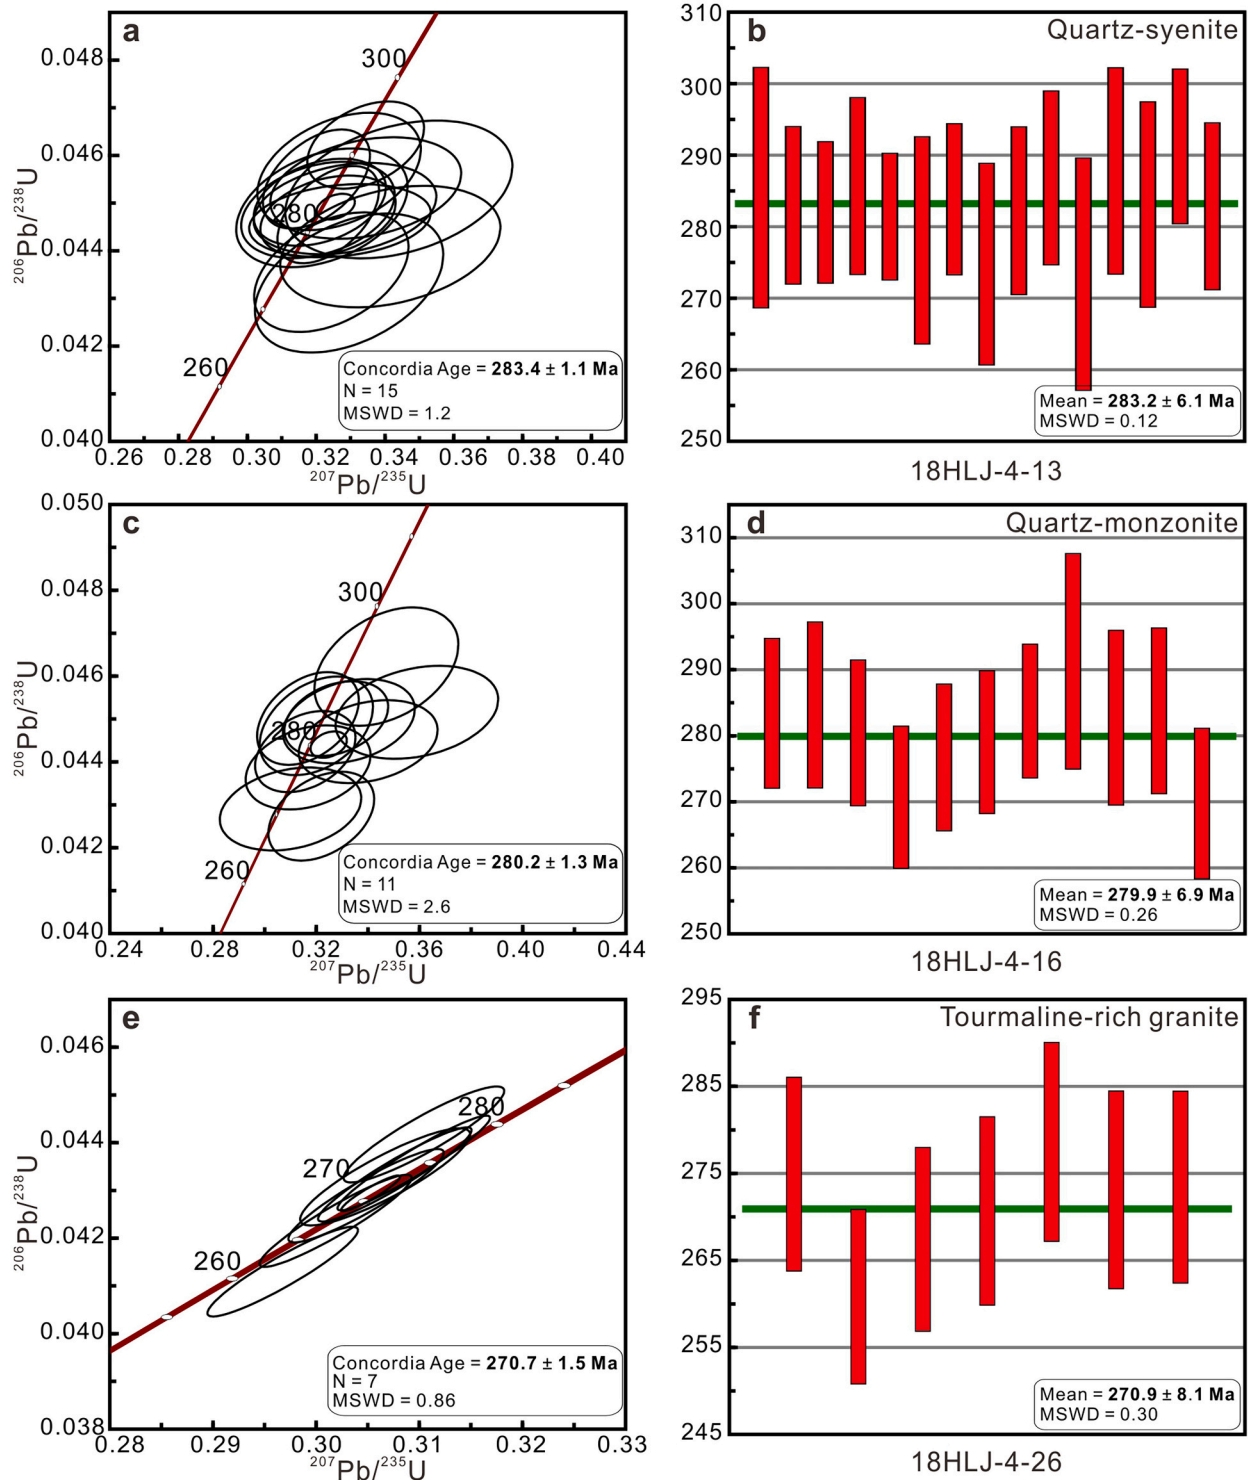 a
0.048
0.046
0.044
0.042
0.040
206Pb/238U
300
280
260
Concordia Age = 283.4 ± 1.1 Ma
N = 15
MSWD = 1.2
0.26 0.28 0.30 0.32 0.34 0.36 0.38 0.40
207Pb/235U
b
Quartz-syenite
310
300
290
280
270
260
250
Mean = 283.2 ± 6.1 Ma
MSWD = 0.12
18HLJ-4-13
c
0.050
0.048
0.046
0.044
0.042
0.040
206Pb/238U
300
280
260
Concordia Age = 280.2 ± 1.3 Ma
N = 11
MSWD = 2.6
0.24 0.28 0.32 0.36 0.40 0.44
207Pb/235U
d
Quartz-monzonite
310
300
290
280
270
260
250
Mean = 279.9 ± 6.9 Ma
MSWD = 0.26
18HLJ-4-16
e
0.046
0.044
0.042
0.040
0.038
206Pb/238U
280
270
260
Concordia Age = 270.7 ± 1.5 Ma
N = 7
MSWD = 0.86
0.28 0.29 0.30 0.31 0.32 0.33
207Pb/235U
f
Tourmaline-rich granite
295
285
275
265
255
245
Mean = 270.9 ± 8.1 Ma
MSWD = 0.30
18HLJ-4-26